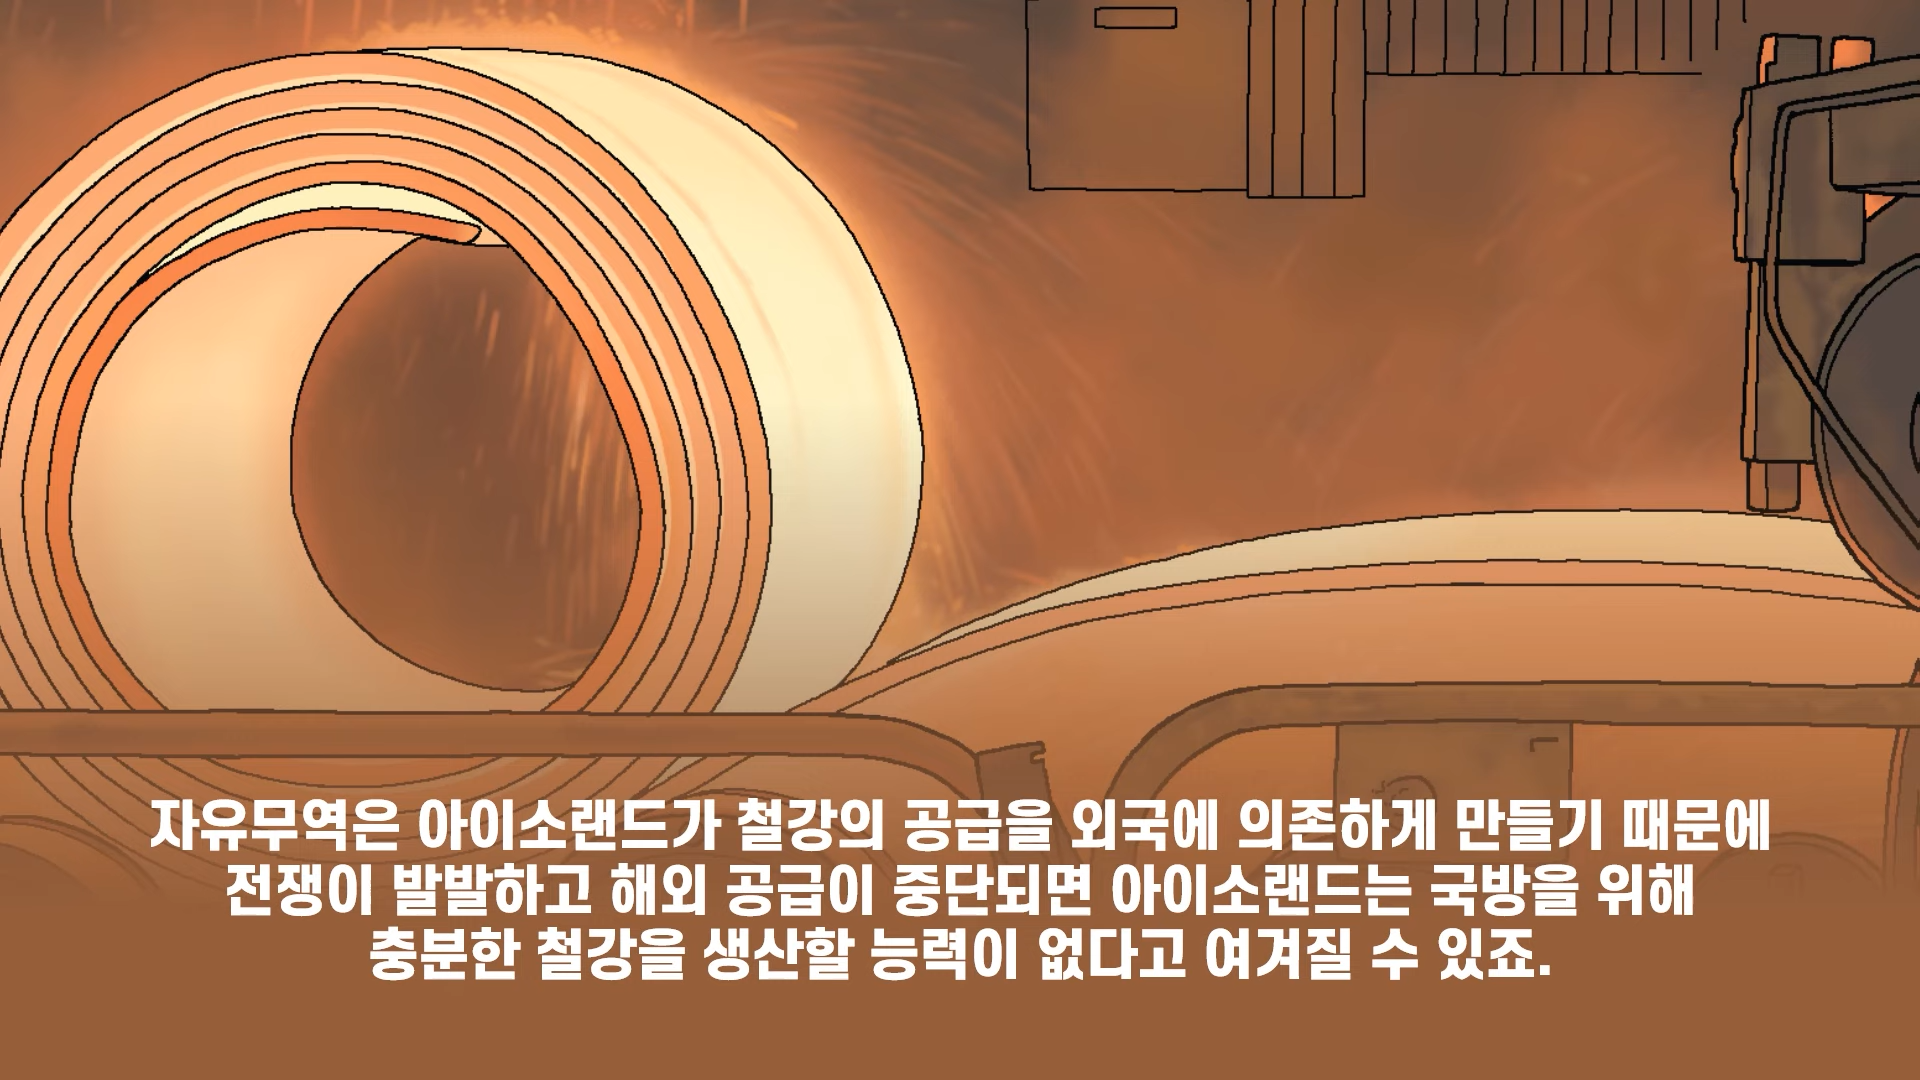 자유무역은 아이소랜드가 철강의 공급을 외국에 의존하게 만들기 때문에
전쟁이 발발하고 해외 공급이 중단되면 아이소랜드는 국방을 위해
충분한 철강을 생산할 능력이 없다고 여겨질 수 있죠.